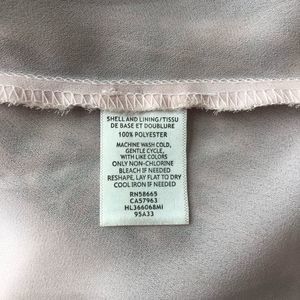 SHELL AND LINING/TISSU
DE BASE ET DOUBLURE
100% POLYESTER
MACHINE WASH COLD,
GENTLE CYCLE,
WITH LIKE COLORS
ONLY NON-CHLORINE
BLEACH IF NEEDED
RESHAPE, LAY FLAT TO DRY
COOL IRON IF NEEDED
RN58665
CA57963
HL366068MI
95A33